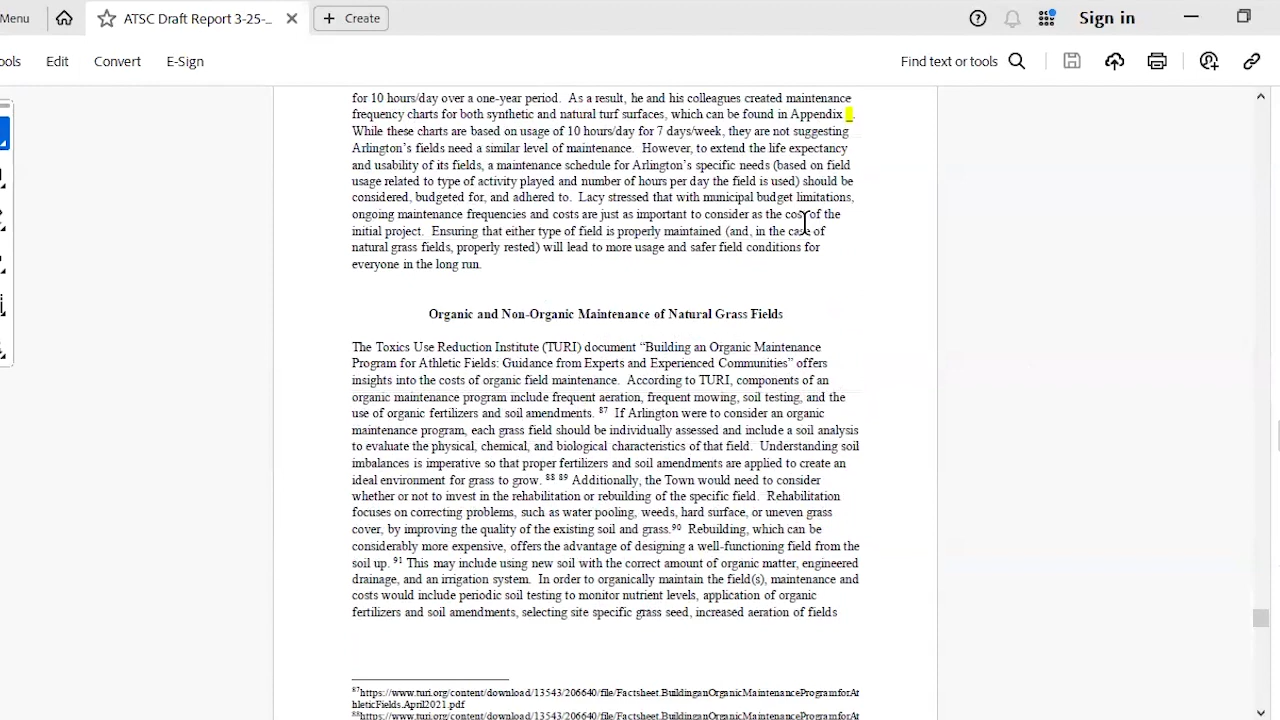 Menu
ATSC Draft Report 3-25-...
Create
Sign in
ols
Edit
Convert
E-Sign
Find text or tools
for 10 hours/day over a one-year period. As a result, he and his colleagues created maintenance
frequency charts for both synthetic and natural turf surfaces, which can be found in Appendix _.
While these charts are based on usage of 10 hours/day for 7 days/week, they are not suggesting
Arlington's fields need a similar level of maintenance. However, to extend the life expectancy
and usability of its fields, a maintenance schedule for Arlington's specific needs (based on field
usage related to type of activity played and number of hours per day the field is used) should be
considered, budgeted for, and adhered to. Lacy stressed that with municipal budget limitations,
ongoing maintenance frequencies and costs are just as important to consider as the cost of the
initial project. Ensuring that either type of field is properly maintained (and, in the case of
natural grass fields, properly rested) will lead to more usage and safer field conditions for
everyone in the long run.
Organic and Non-Organic Maintenance of Natural Grass Fields
The Toxics Use Reduction Institute (TURI) document “Building an Organic Maintenance
Program for Athletic Fields: Guidance from Experts and Experienced Communities” offers
insights into the costs of organic field maintenance. According to TURI, components of an
organic maintenance program include frequent aeration, frequent mowing, soil testing, and the
use of organic fertilizers and soil amendments. 87 If Arlington were to consider an organic
maintenance program, each grass field should be individually assessed and include a soil analysis
to evaluate the physical, chemical, and biological characteristics of that field. Understanding soil
imbalances is imperative so that proper fertilizers and soil amendments are applied to create an
ideal environment for grass to grow. 88 89 Additionally, the Town would need to consider
whether or not to invest in the rehabilitation or rebuilding of the specific field. Rehabilitation
focuses on correcting problems, such as water pooling, weeds, hard surface, or uneven grass
cover, by improving the quality of the existing soil and grass.90 Rebuilding, which can be
considerably more expensive, offers the advantage of designing a well-functioning field from the
soil up. 91 This may include using new soil with the correct amount of organic matter, engineered
drainage, and an irrigation system. In order to organically maintain the field(s), maintenance and
costs would include periodic soil testing to monitor nutrient levels, application of organic
fertilizers and soil amendments, selecting site specific grass seed, increased aeration of fields
87https://www.turi.org/content/download/13543/206640/file/Factsheet.BuildinganOrganicMaintenanceProgramforAt
hleticFields.April2021.pdf
88https://www.turi.org/content/download/13543/206640/file/Factsheet.BuildinganOrganicMaintenanceProgramforAt